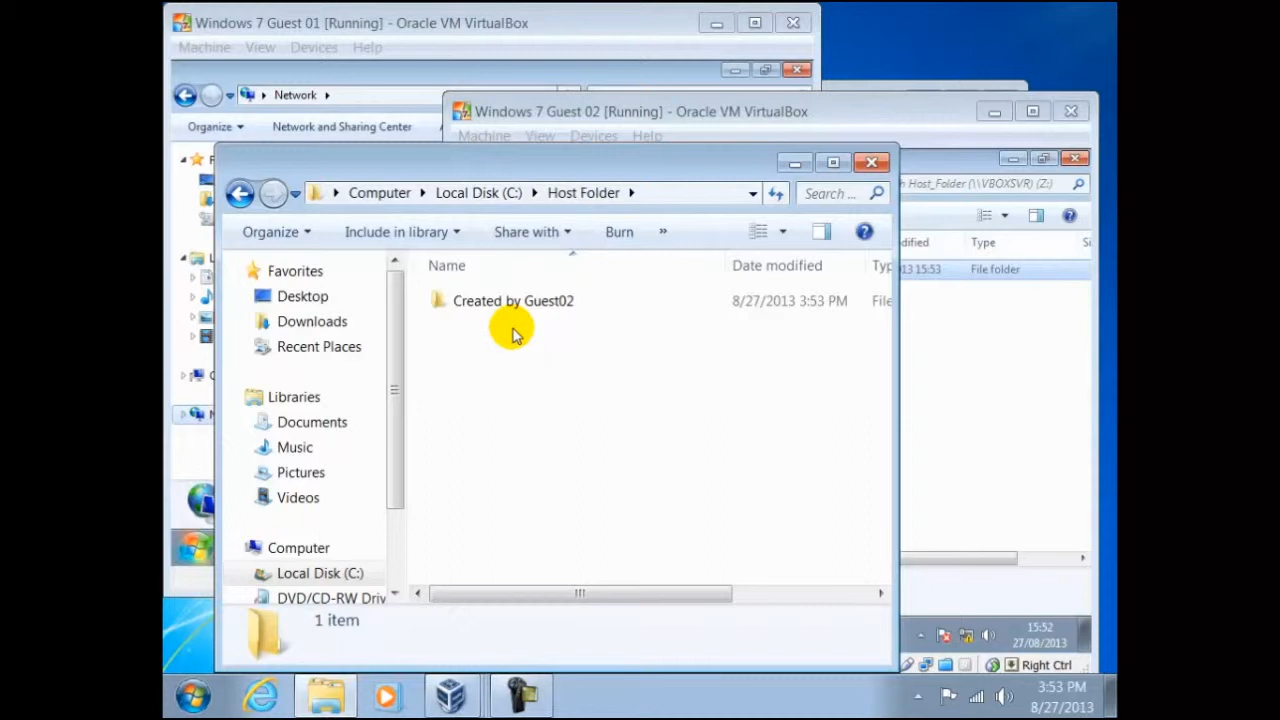 Windows 7 Guest 01 [Running] - Oracle VM VirtualBox
Machine View Devices Help
Network
Organize Network and Sharing Center
Windows 7 Guest 02 [Running] - Oracle VM VirtualBox
Machine View Devices Help
Host_Folder (\\VBOXSVR) (Z:)
Type
15:53 File folder
Computer Local Disk (C:) Host Folder
Search ...
Organize Include in library Share with Burn »
Name Date modified
Created by Guest02 8/27/2013 3:53 PM
Favorites
Desktop
Downloads
Recent Places
Libraries
Documents
Music
Pictures
Videos
Computer
Local Disk (C:)
DVD/CD-RW Driv
1 item
15:52
27/08/2013
Right Ctrl
3:53 PM
8/27/2013